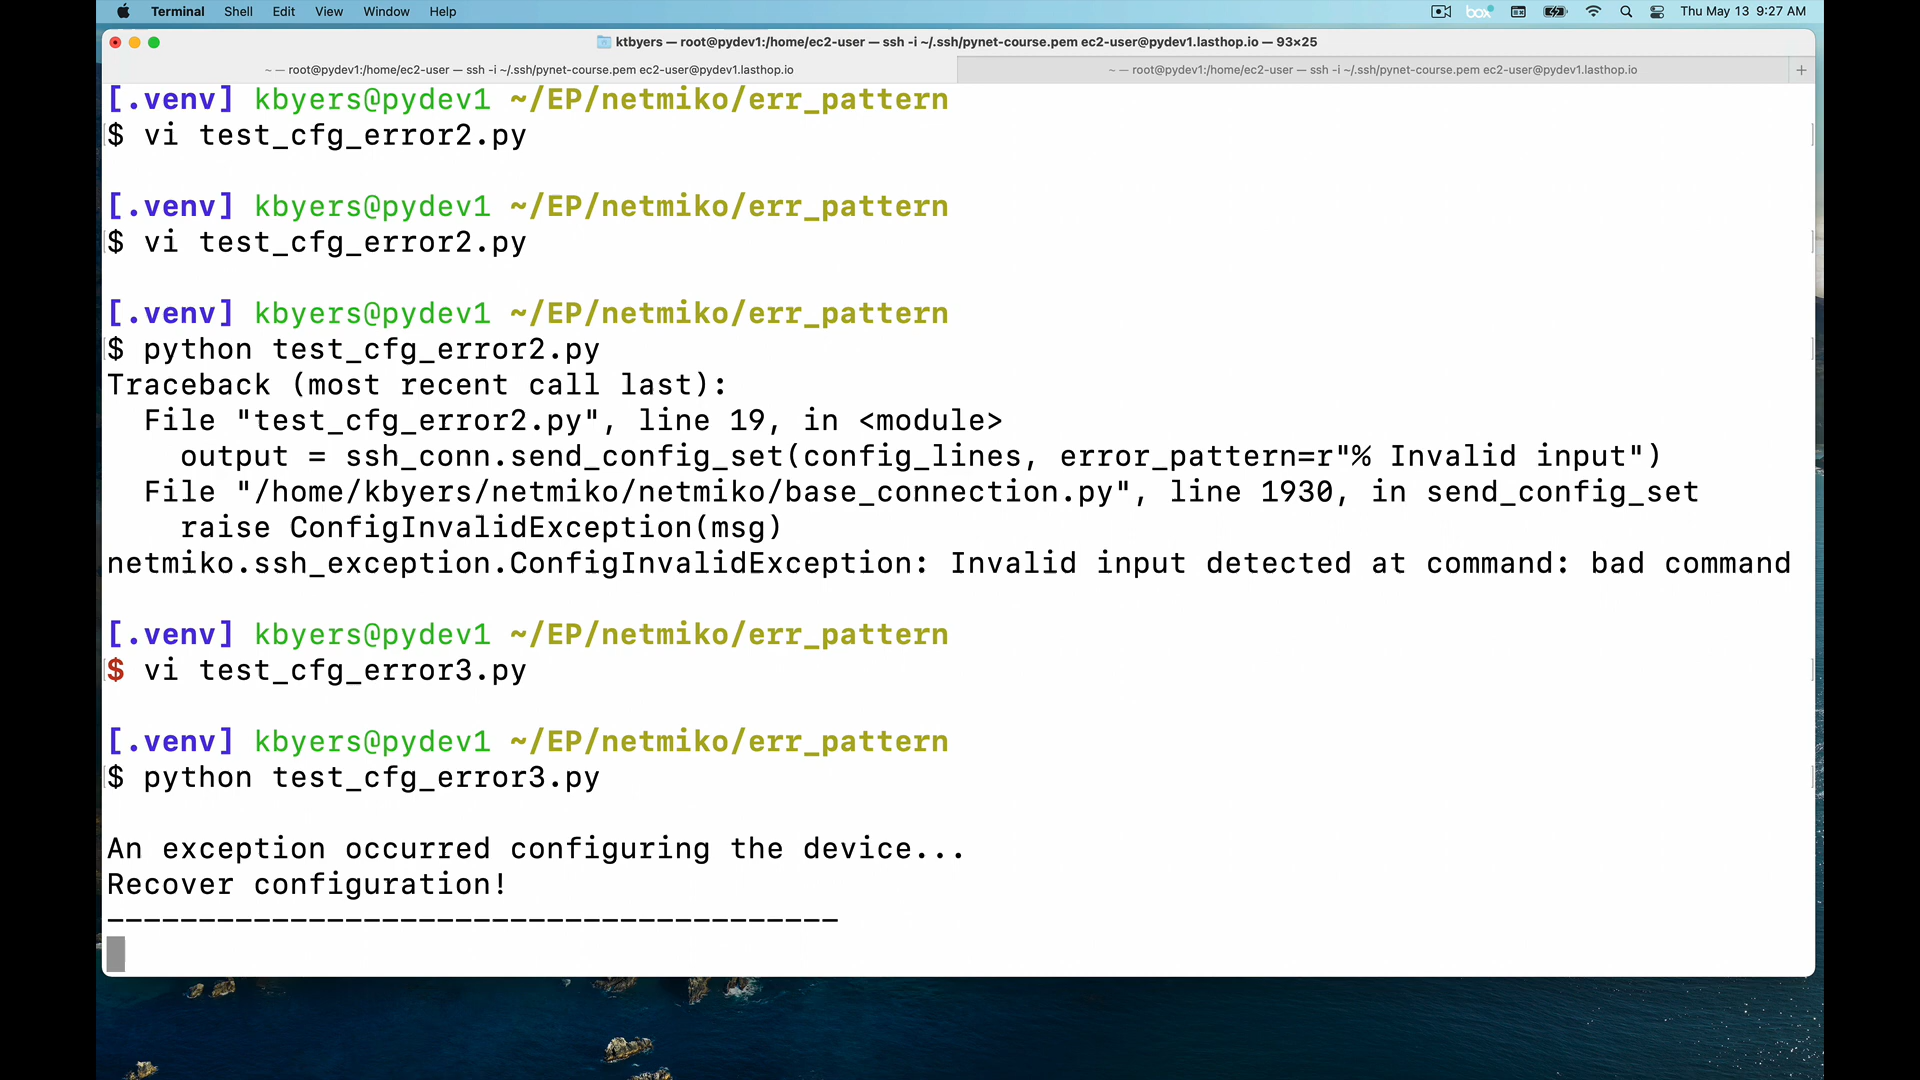 Terminal Shell Edit View Window Help box Thu May 13 9:27 AM
ktbyers — root@pydev1:/home/ec2-user — ssh -i ~/.ssh/pynet-course.pem ec2-user@pydev1.lasthop.io — 93×25
~ — root@pydev1:/home/ec2-user — ssh -i ~/.ssh/pynet-course.pem ec2-user@pydev1.lasthop.io ~ — root@pydev1:/home/ec2-user — ssh -i ~/.ssh/pynet-course.pem ec2-user@pydev1.lasthop.io +
[.venv] kbyers@pydev1 ~/EP/netmiko/err_pattern
$ vi test_cfg_error2.py
[.venv] kbyers@pydev1 ~/EP/netmiko/err_pattern
$ vi test_cfg_error2.py
[.venv] kbyers@pydev1 ~/EP/netmiko/err_pattern
$ python test_cfg_error2.py
Traceback (most recent call last):
  File "test_cfg_error2.py", line 19, in <module>
    output = ssh_conn.send_config_set(config_lines, error_pattern=r"% Invalid input")
  File "/home/kbyers/netmiko/netmiko/base_connection.py", line 1930, in send_config_set
    raise ConfigInvalidException(msg)
netmiko.ssh_exception.ConfigInvalidException: Invalid input detected at command: bad command
[.venv] kbyers@pydev1 ~/EP/netmiko/err_pattern
$ vi test_cfg_error3.py
[.venv] kbyers@pydev1 ~/EP/netmiko/err_pattern
$ python test_cfg_error3.py
An exception occurred configuring the device...
Recover configuration!
----------------------------------------